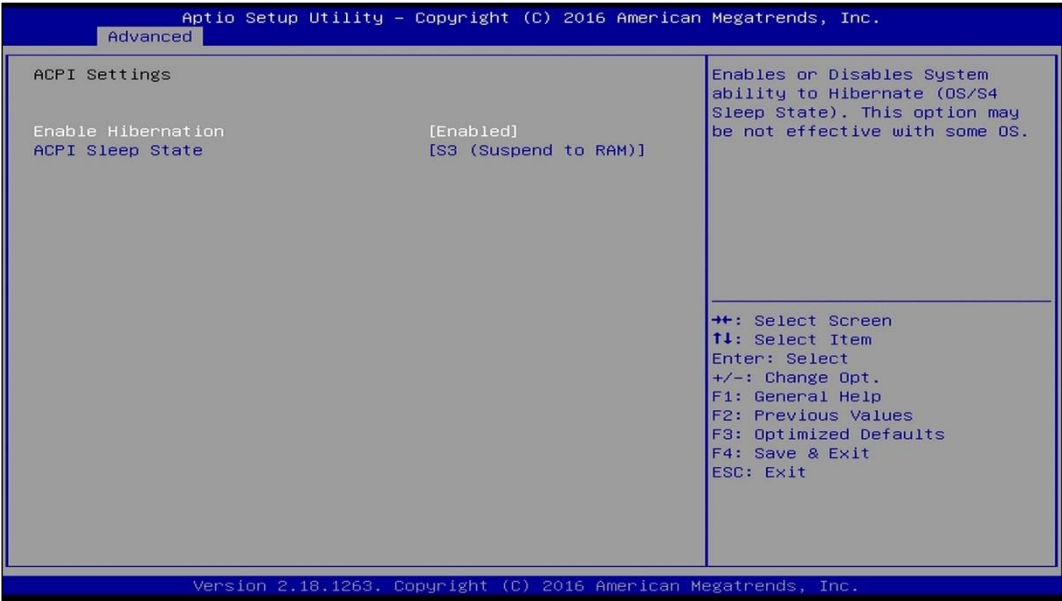 Aptio Setup Utility – Copyright (C) 2016 American Megatrends, Inc.
Advanced
ACPI Settings
Enable Hibernation [Enabled]
ACPI Sleep State [S3 (Suspend to RAM)]
Enables or Disables System
ability to Hibernate (OS/S4
Sleep State). This option may
be not effective with some OS.
→←: Select Screen
↑↓: Select Item
Enter: Select
+/-: Change Opt.
F1: General Help
F2: Previous Values
F3: Optimized Defaults
F4: Save & Exit
ESC: Exit
Version 2.18.1263. Copyright (C) 2016 American Megatrends, Inc.